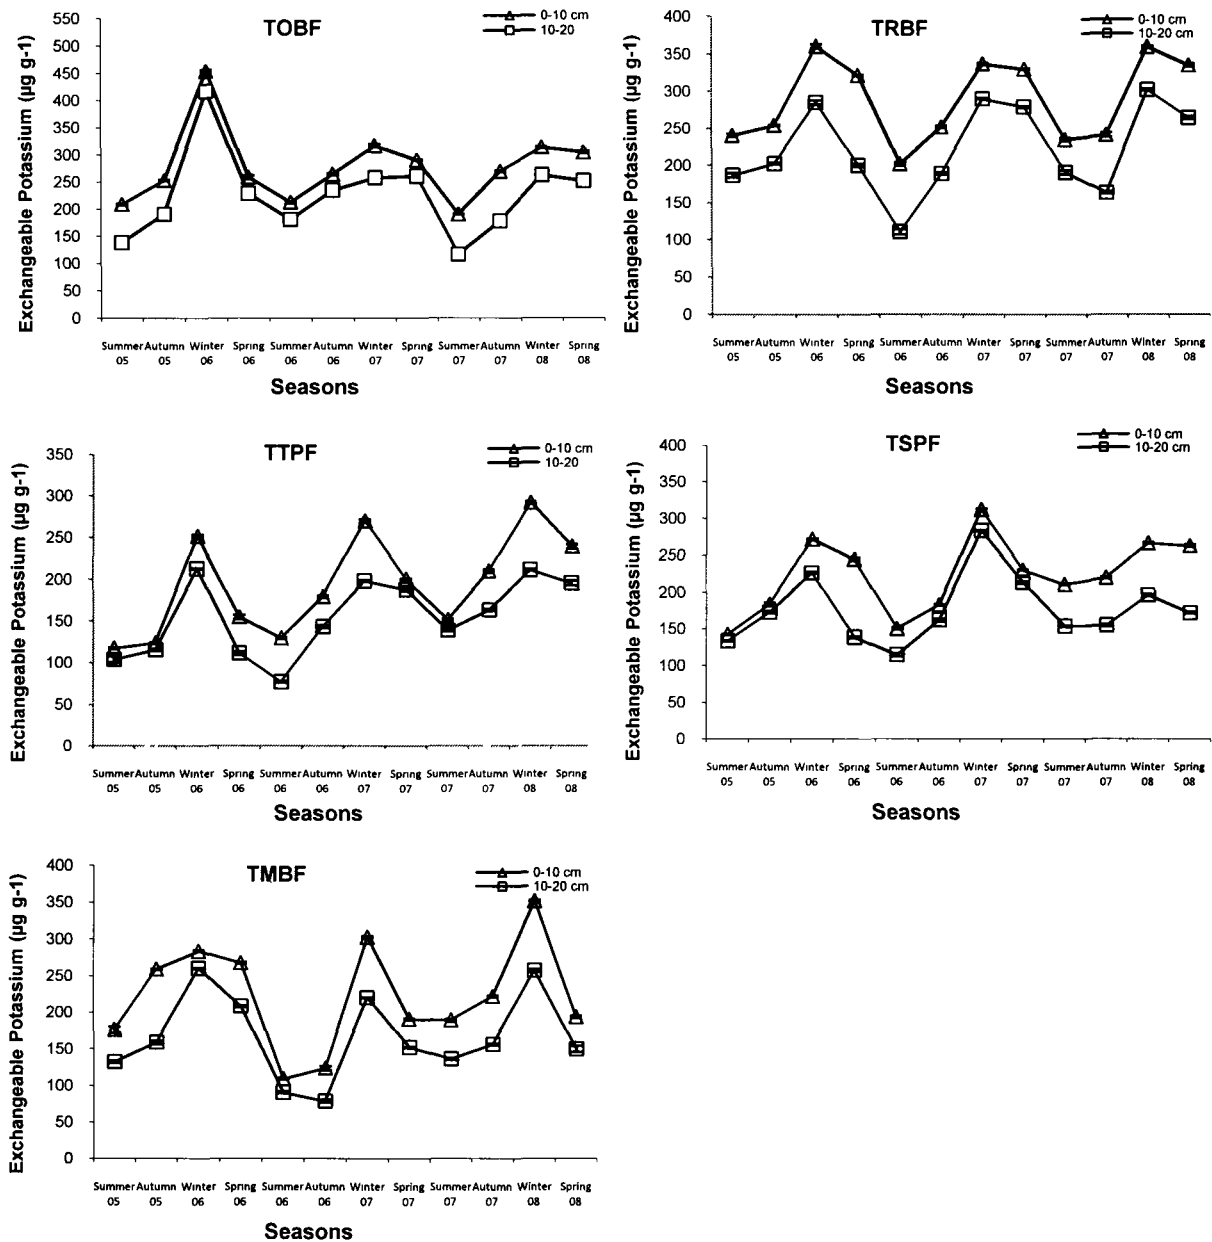 TOBF
0-10 cm
10-20
Exchangeable Potassium (µg g-1)
550
500
450
400
350
300
250
200
150
100
50
0
Summer Autumn Winter Spring Summer Autumn Winter Spring Summer Autumn Winter Spring
05 05 06 06 06 06 07 07 07 07 08 08
Seasons
TRBF
0-10 cm
10-20 cm
Exchangeable Potassium (µg g-1)
400
350
300
250
200
150
100
50
0
Summer Autumn Winter Spring Summer Autumn Winter Spring Summer Autumn Winter Spring
05 05 06 06 06 06 07 07 07 07 08 08
Seasons
TTPF
0-10 cm
10-20
Exchangeable Potassium (µg g-1)
350
300
250
200
150
100
50
0
Summer Autumn Winter Spring Summer Autumn Winter Spring Summer Autumn Winter Spring
05 05 06 06 06 06 07 07 07 07 08 08
Seasons
TSPF
0-10 cm
10-20 cm
Exchangeable Potassium (µg g-1)
400
350
300
250
200
150
100
50
0
Summer Autumn Winter Spring Summer Autumn Winter Spring Summer Autumn Winter Spring
05 05 06 06 06 06 07 07 07 07 08 08
Seasons
TMBF
0-10 cm
10-20 cm
Exchangeable Potassium (µg g-1)
400
350
300
250
200
150
100
50
0
Summer Autumn Winter Spring Summer Autumn Winter Spring Summer Autumn Winter Spring
05 05 06 06 06 06 07 07 07 07 08 08
Seasons